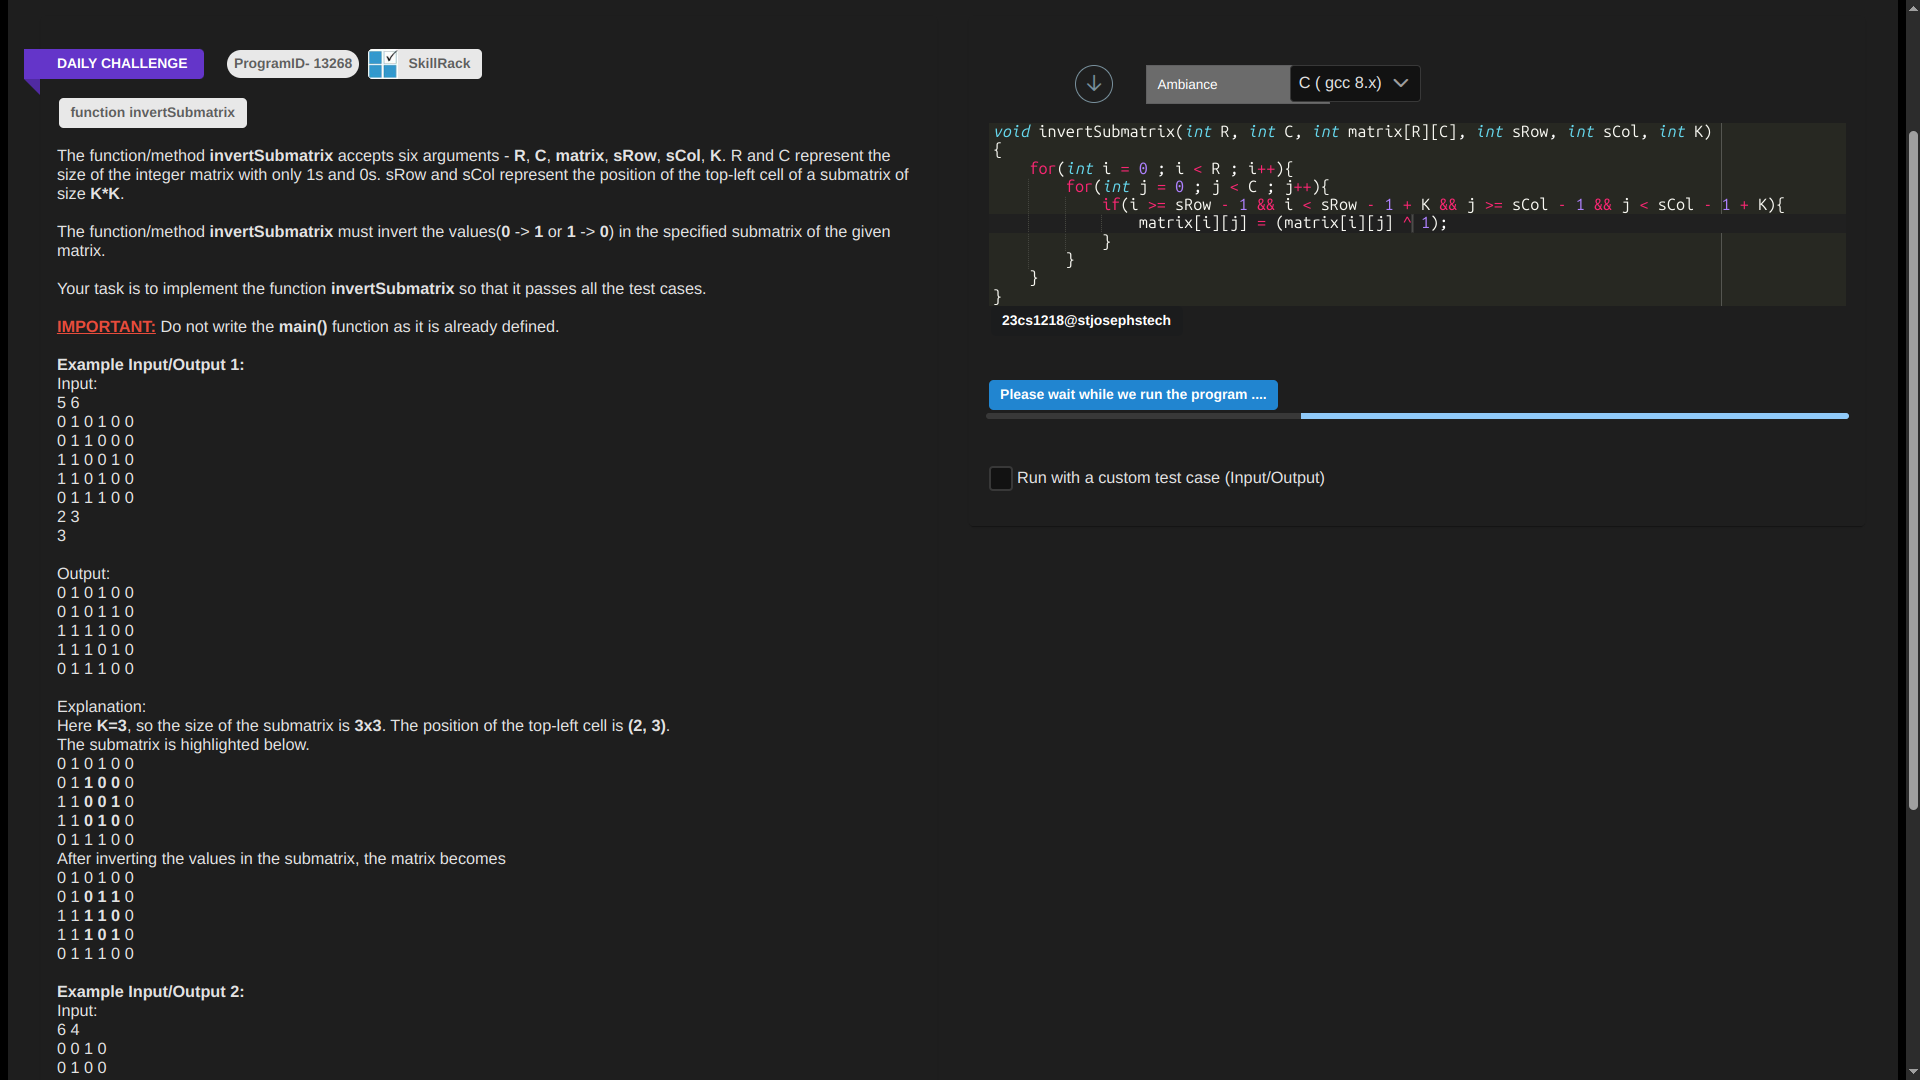 DAILY CHALLENGE
ProgramID- 13268
SkillRack
function invertSubmatrix
The function/method invertSubmatrix accepts six arguments - R, C, matrix, sRow, sCol, K. R and C represent the
size of the integer matrix with only 1s and 0s. sRow and sCol represent the position of the top-left cell of a submatrix of
size K*K.
The function/method invertSubmatrix must invert the values(0 -> 1 or 1 -> 0) in the specified submatrix of the given
matrix.
Your task is to implement the function invertSubmatrix so that it passes all the test cases.
IMPORTANT: Do not write the main() function as it is already defined.
Example Input/Output 1:
Input:
5 6
0 1 0 1 0 0
0 1 1 0 0 0
1 1 0 0 1 0
1 1 0 1 0 0
0 1 1 1 0 0
2 3
3
Output:
0 1 0 1 0 0
0 1 0 1 1 0
1 1 1 1 0 0
1 1 1 0 1 0
0 1 1 1 0 0
Explanation:
Here K=3, so the size of the submatrix is 3x3. The position of the top-left cell is (2, 3).
The submatrix is highlighted below.
0 1 0 1 0 0
0 1 1 0 0 0
1 1 0 0 1 0
1 1 0 1 0 0
0 1 1 1 0 0
After inverting the values in the submatrix, the matrix becomes
0 1 0 1 0 0
0 1 0 1 1 0
1 1 1 1 0 0
1 1 1 0 1 0
0 1 1 1 0 0
Example Input/Output 2:
Input:
6 4
0 0 1 0
0 1 0 0
Ambiance
C ( gcc 8.x)
void invertSubmatrix(int R, int C, int matrix[R][C], int sRow, int sCol, int K)
{
    for(int i = 0 ; i < R ; i++){
        for(int j = 0 ; j < C ; j++){
            if(i >= sRow - 1 && i < sRow - 1 + K && j >= sCol - 1 && j < sCol - 1 + K){
                matrix[i][j] = (matrix[i][j] ^ 1);
            }
        }
    }
}
23cs1218@stjosephstech
Please wait while we run the program ....
Run with a custom test case (Input/Output)